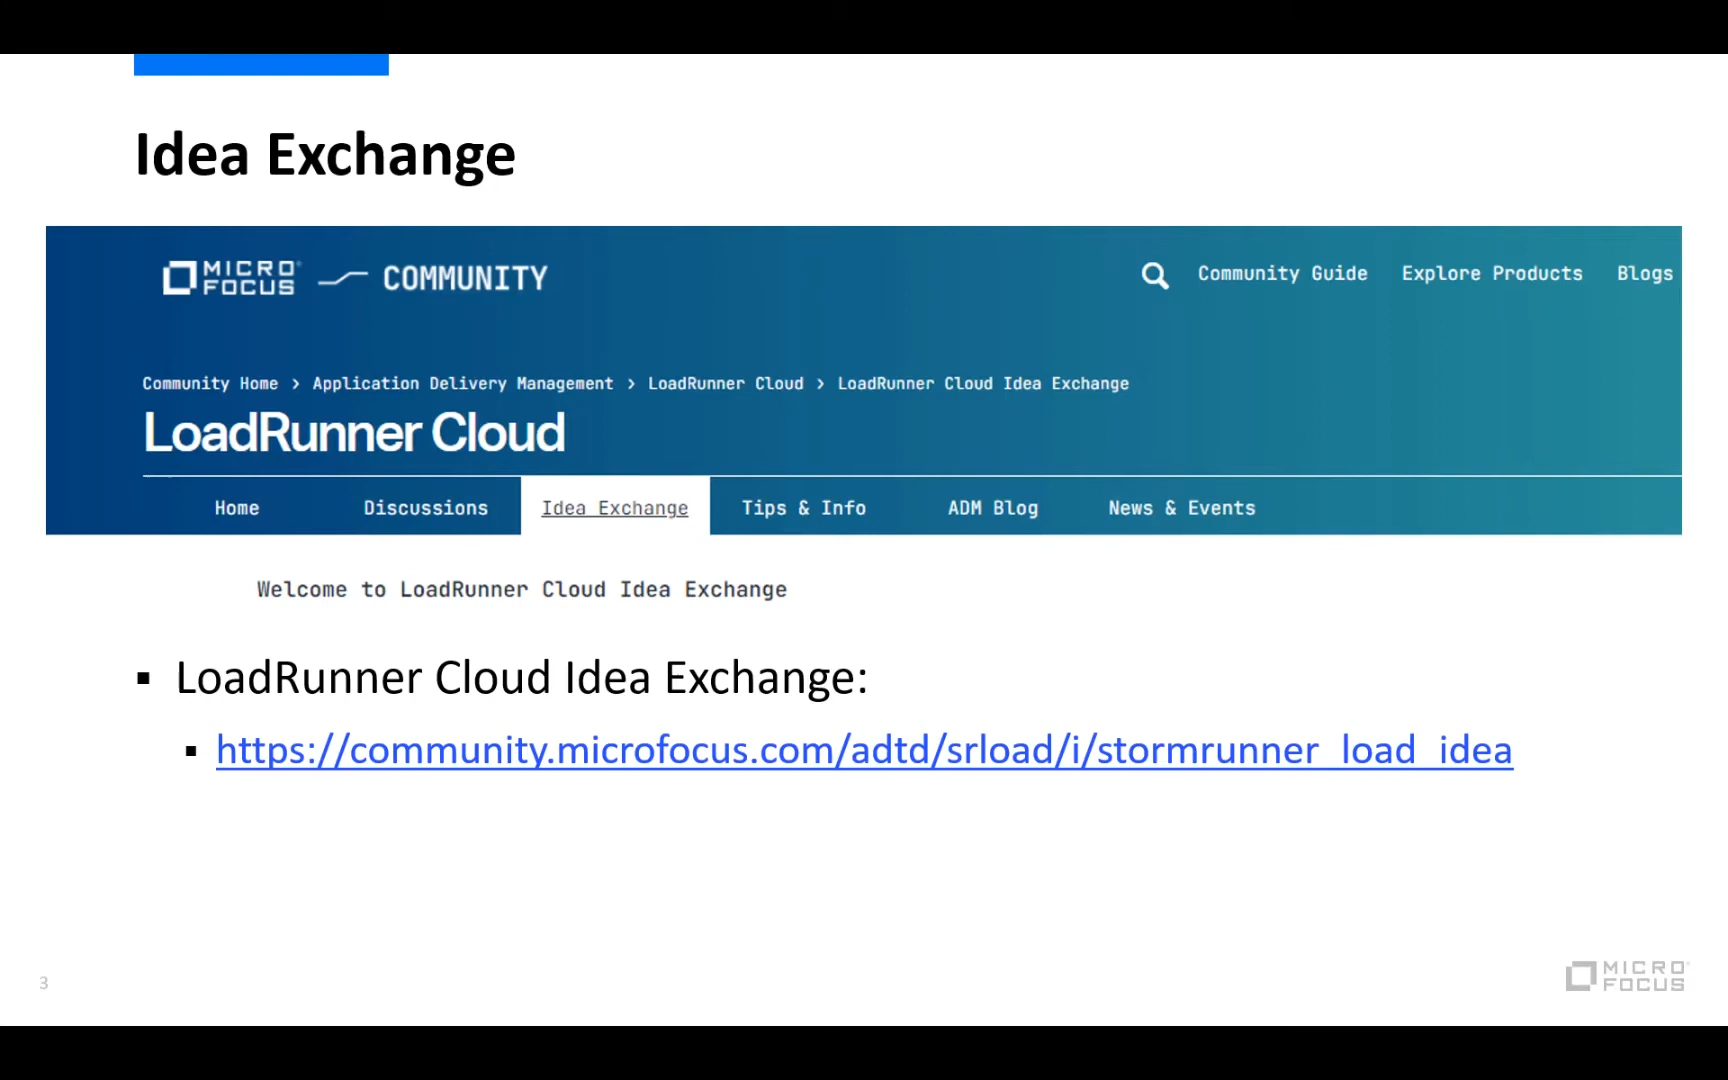 Idea Exchange
MICRO FOCUS COMMUNITY
Community Guide Explore Products Blogs
Community Home > Application Delivery Management > LoadRunner Cloud > LoadRunner Cloud Idea Exchange
LoadRunner Cloud
Home Discussions Idea Exchange Tips & Info ADM Blog News & Events
Welcome to LoadRunner Cloud Idea Exchange
▪ LoadRunner Cloud Idea Exchange:
▪ https://community.microfocus.com/adtd/srload/i/stormrunner_load_idea
3
MICRO FOCUS